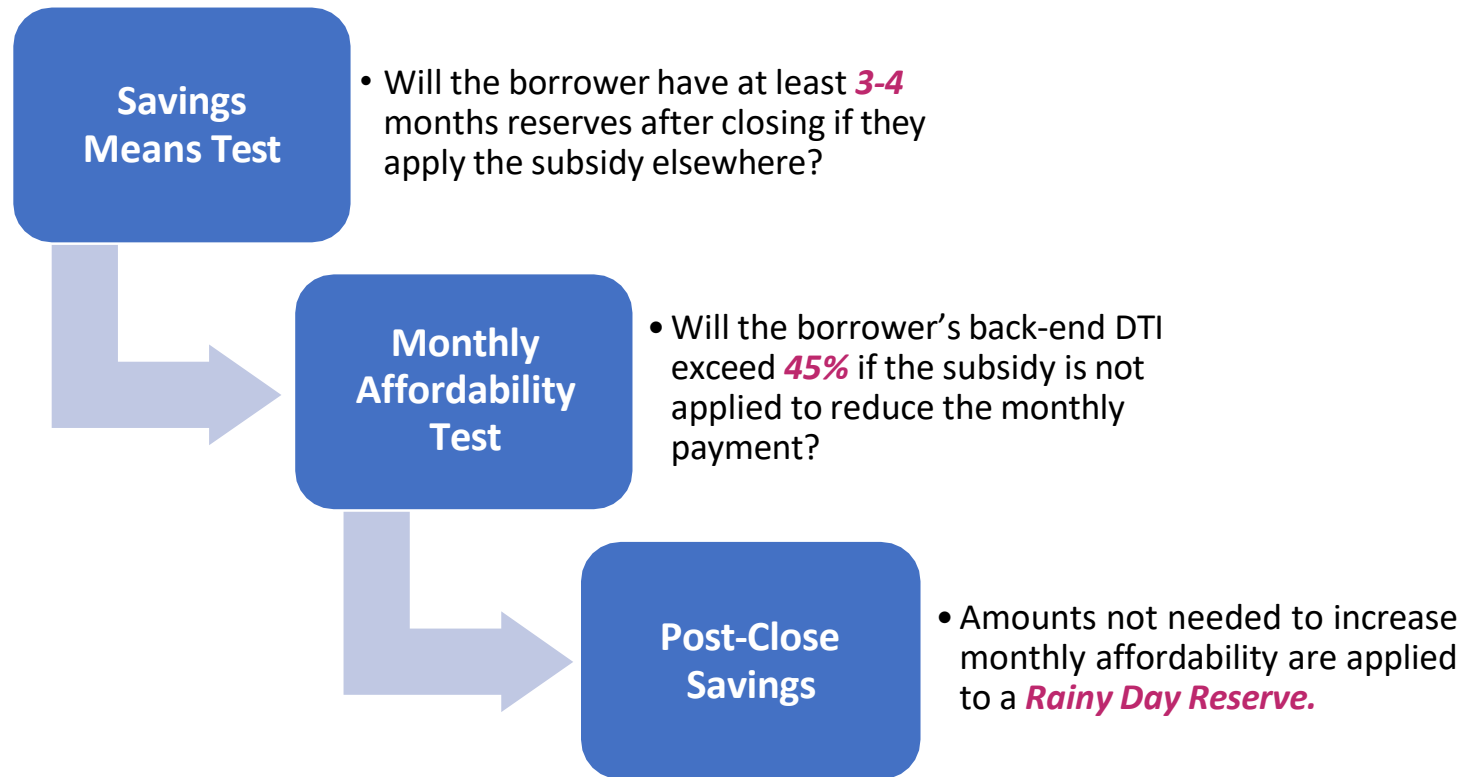 Savings
Means Test
• Will the borrower have at least 3-4
months reserves after closing if they
apply the subsidy elsewhere?
Monthly
Affordability
Test
• Will the borrower’s back-end DTI
exceed 45% if the subsidy is not
applied to reduce the monthly
payment?
Post-Close
Savings
• Amounts not needed to increase
monthly affordability are applied
to a Rainy Day Reserve.